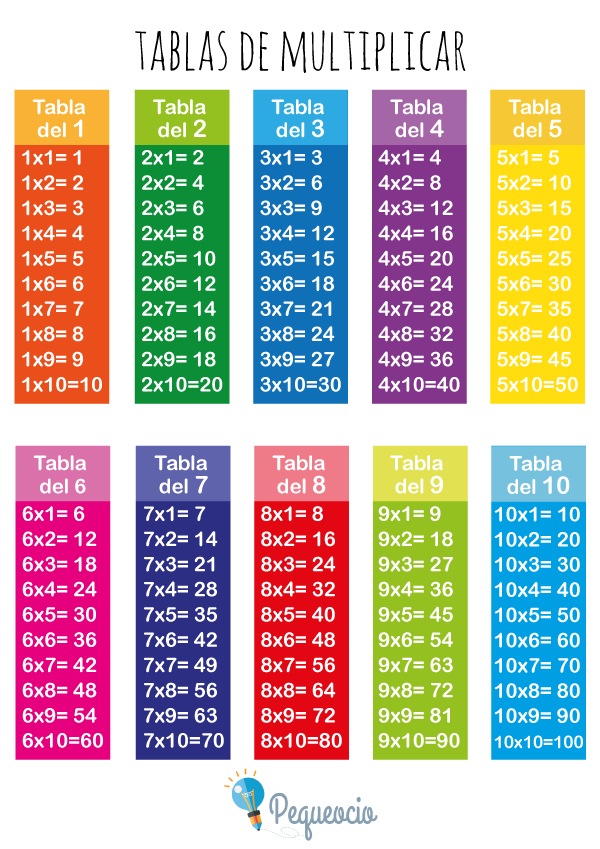 TABLAS DE MULTIPLICAR
Tabla
del 1
1x1= 1
1x2= 2
1x3= 3
1x4= 4
1x5= 5
1x6= 6
1x7= 7
1x8= 8
1x9= 9
1x10=10
Tabla
del 2
2x1= 2
2x2= 4
2x3= 6
2x4= 8
2x5= 10
2x6= 12
2x7= 14
2x8= 16
2x9= 18
2x10=20
Tabla
del 3
3x1= 3
3x2= 6
3x3= 9
3x4= 12
3x5= 15
3x6= 18
3x7= 21
3x8= 24
3x9= 27
3x10=30
Tabla
del 4
4x1= 4
4x2= 8
4x3= 12
4x4= 16
4x5= 20
4x6= 24
4x7= 28
4x8= 32
4x9= 36
4x10=40
Tabla
del 5
5x1= 5
5x2= 10
5x3= 15
5x4= 20
5x5= 25
5x6= 30
5x7= 35
5x8= 40
5x9= 45
5x10=50
Tabla
del 6
6x1= 6
6x2= 12
6x3= 18
6x4= 24
6x5= 30
6x6= 36
6x7= 42
6x8= 48
6x9= 54
6x10=60
Tabla
del 7
7x1= 7
7x2= 14
7x3= 21
7x4= 28
7x5= 35
7x6= 42
7x7= 49
7x8= 56
7x9= 63
7x10=70
Tabla
del 8
8x1= 8
8x2= 16
8x3= 24
8x4= 32
8x5= 40
8x6= 48
8x7= 56
8x8= 64
8x9= 72
8x10=80
Tabla
del 9
9x1= 9
9x2= 18
9x3= 27
9x4= 36
9x5= 45
9x6= 54
9x7= 63
9x8= 72
9x9= 81
9x10=90
Tabla
del 10
10x1= 10
10x2= 20
10x3= 30
10x4= 40
10x5= 50
10x6= 60
10x7= 70
10x8= 80
10x9= 90
10x10=100
Pequeocio